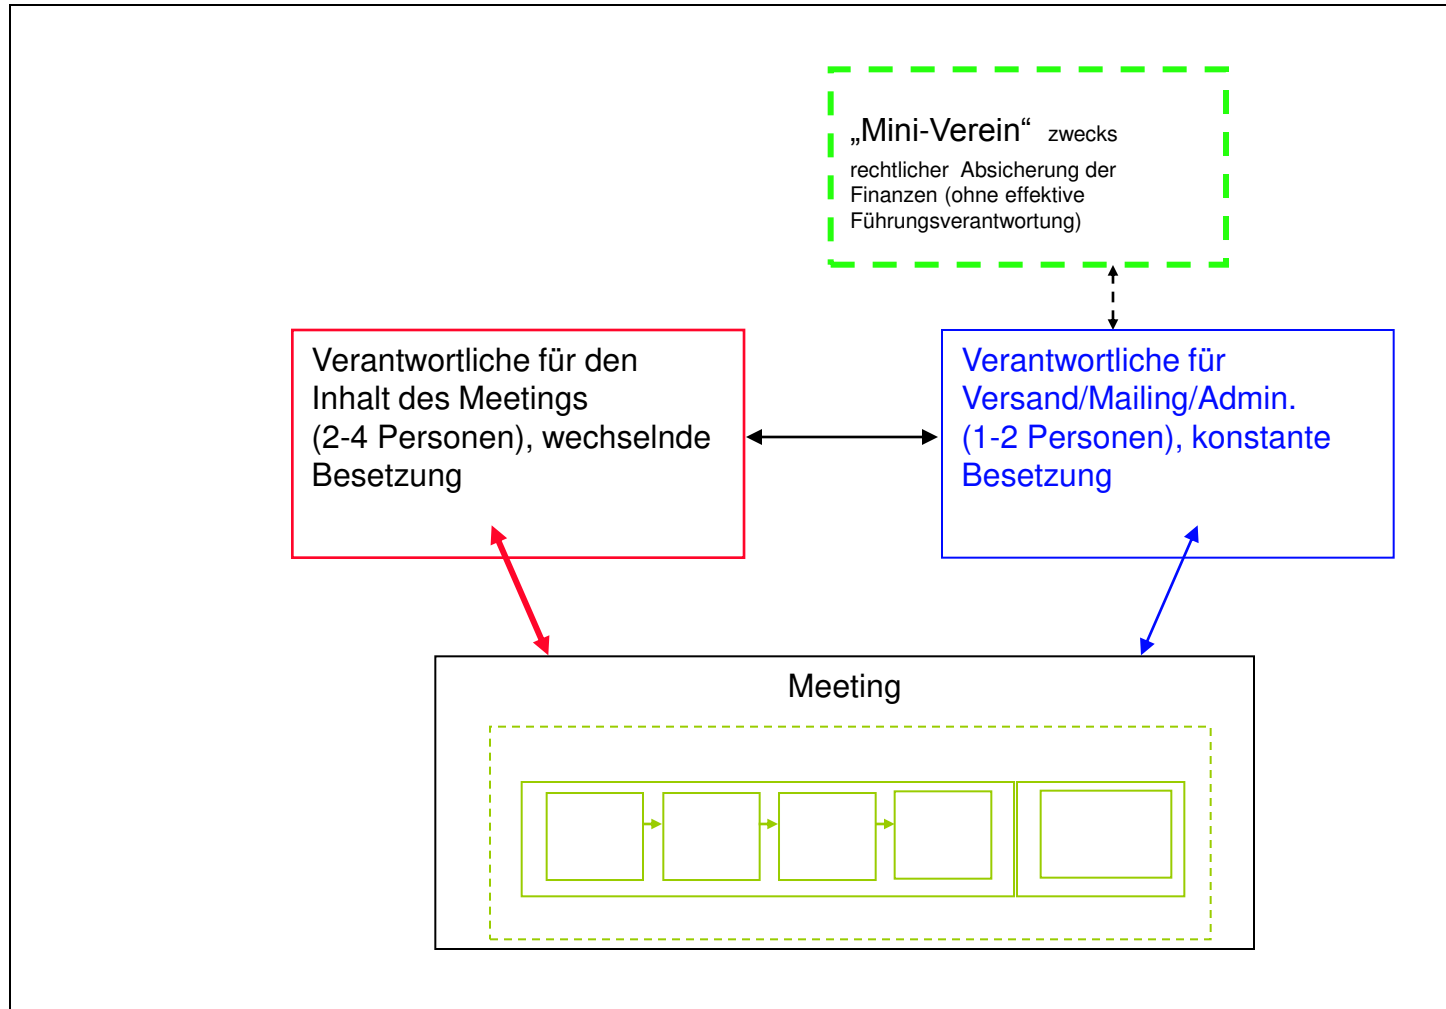 „Mini-Verein“ zwecks
rechtlicher Absicherung der
Finanzen (ohne effektive
Führungsverantwortung)
Verantwortliche für den
Inhalt des Meetings
(2-4 Personen), wechselnde
Besetzung
Verantwortliche für
Versand/Mailing/Admin.
(1-2 Personen), konstante
Besetzung
Meeting